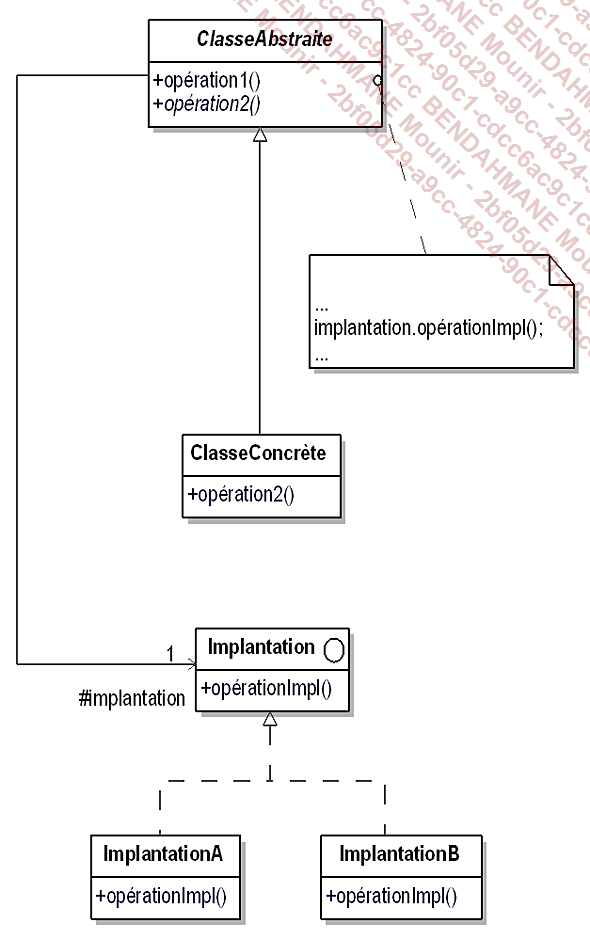 ClasseAbstraite
+opération1()
+opération2()
...
implantation.opérationImpl();
...
ClasseConcrète
+opération2()
1
Implantation
#implantation
+opérationImpl()
ImplantationA
+opérationImpl()
ImplantationB
+opérationImpl()
BENDAHMANE Mounir - 2bf05d29-a9cc-4824-90c1-cdcc6ac9c1cc